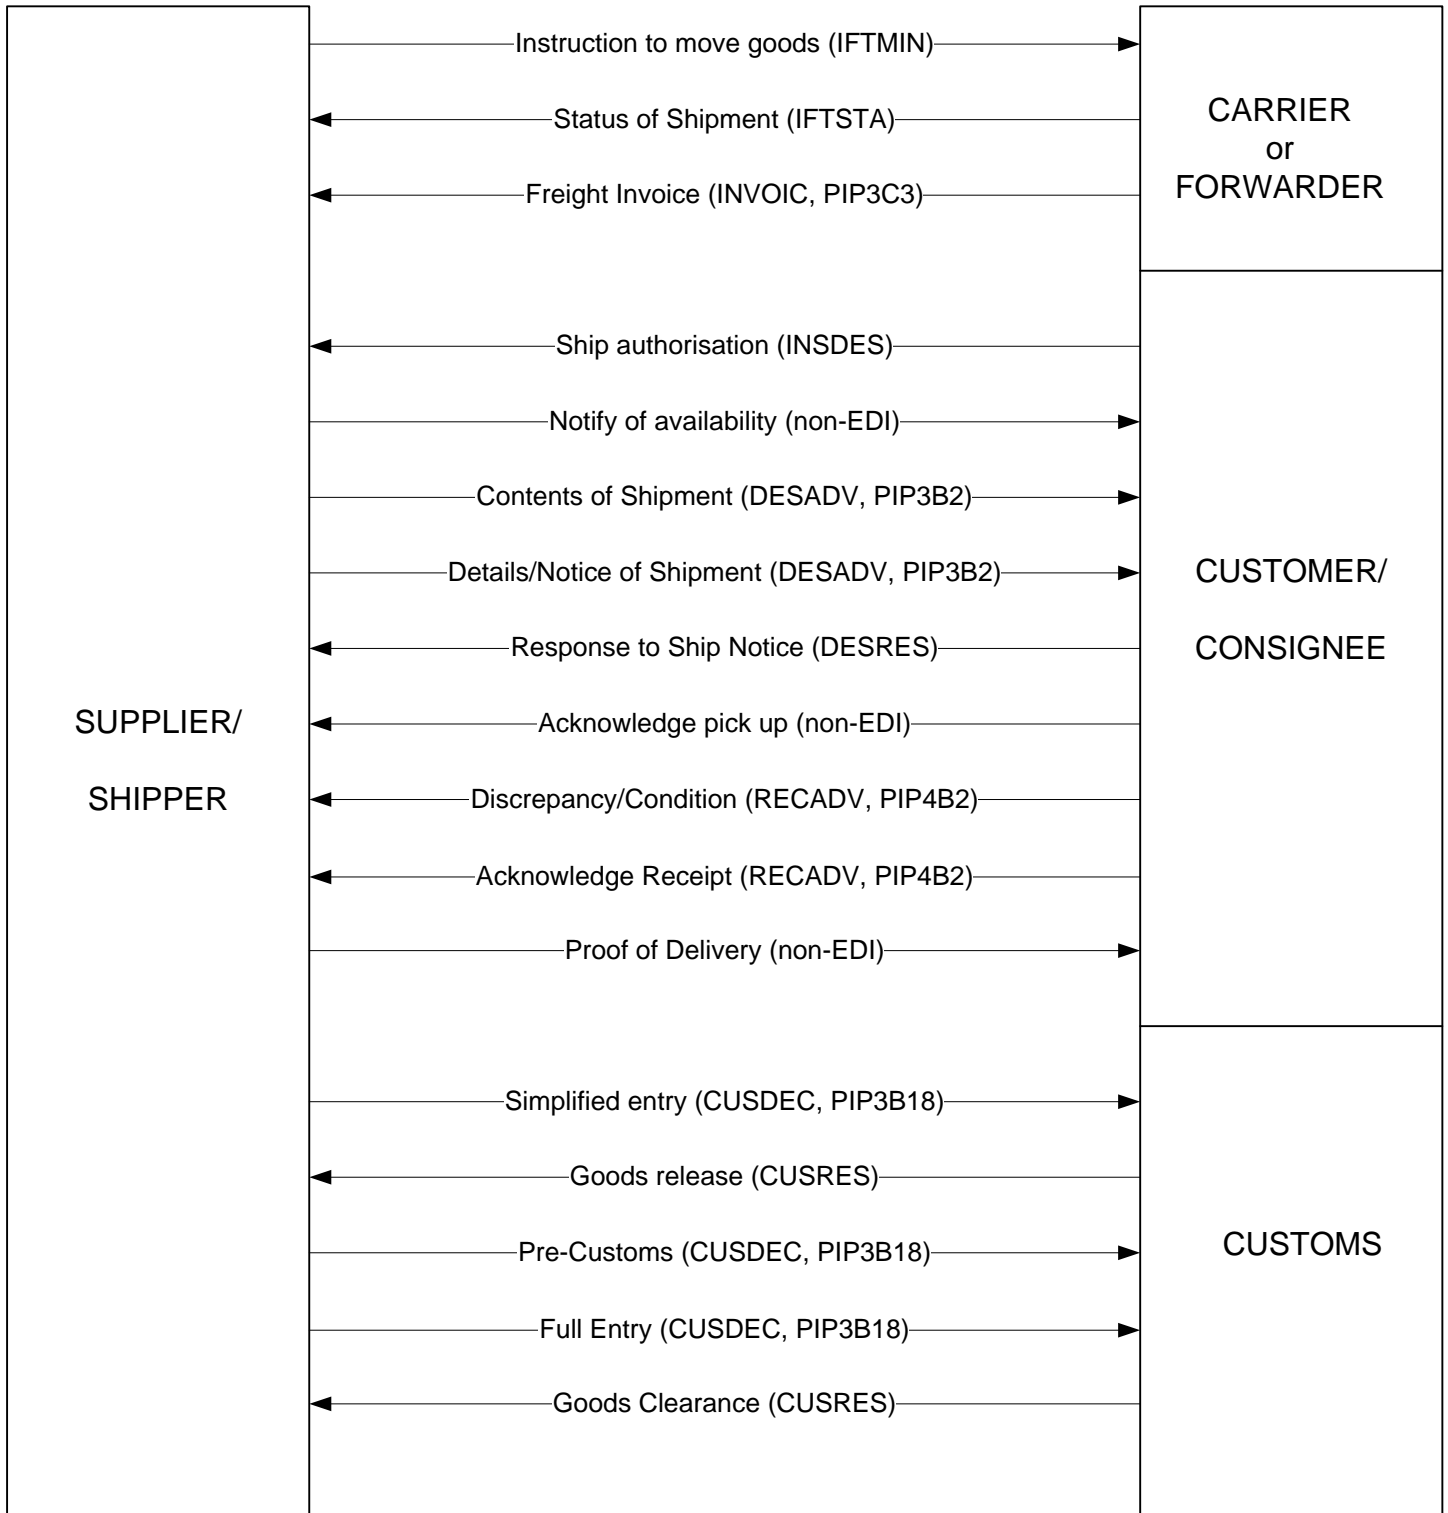 Instruction to move goods (IFTMIN)
Status of Shipment (IFTSTA)
Freight Invoice (INVOIC, PIP3C3)
CARRIER
or
FORWARDER
Ship authorisation (INSDES)
Notify of availability (non-EDI)
Contents of Shipment (DESADV, PIP3B2)
Details/Notice of Shipment (DESADV, PIP3B2)
Response to Ship Notice (DESRES)
Acknowledge pick up (non-EDI)
Discrepancy/Condition (RECADV, PIP4B2)
Acknowledge Receipt (RECADV, PIP4B2)
Proof of Delivery (non-EDI)
CUSTOMER/
CONSIGNEE
SUPPLIER/
SHIPPER
Simplified entry (CUSDEC, PIP3B18)
Goods release (CUSRES)
Pre-Customs (CUSDEC, PIP3B18)
Full Entry (CUSDEC, PIP3B18)
Goods Clearance (CUSRES)
CUSTOMS